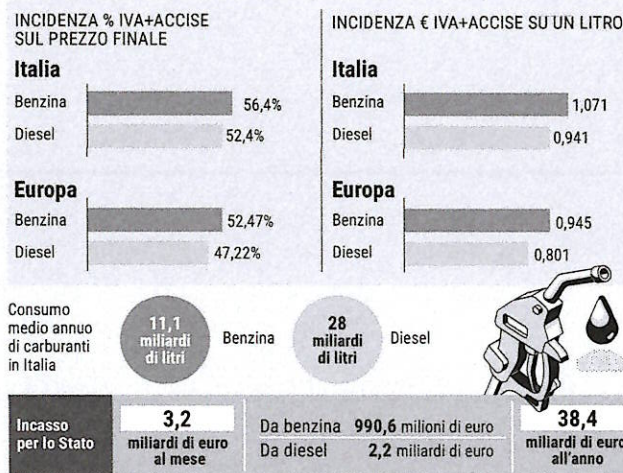 INCIDENZA % IVA+ACCISE
SUL PREZZO FINALE
Italia
Benzina 56,4%
Diesel 52,4%
Europa
Benzina 52,47%
Diesel 47,22%
INCIDENZA € IVA+ACCISE SU UN LITRO
Italia
Benzina 1,071
Diesel 0,941
Europa
Benzina 0,945
Diesel 0,801
Consumo
medio annuo
di carburanti
in Italia
11,1
miliardi
di litri
Benzina
28
miliardi
di litri
Diesel
Incasso
per lo Stato
3,2
miliardi di euro
al mese
Da benzina 990,6 milioni di euro
Da diesel 2,2 miliardi di euro
38,4
miliardi di euro
all'anno